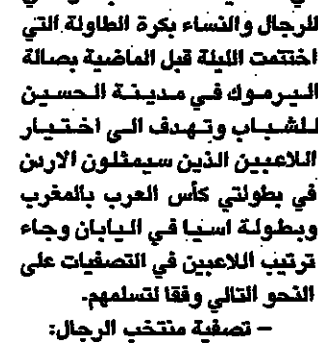 للرجال والنساء بكرة الطاولة التي
اختتمت الليلة قبل الماضية بصالة
اليرموك في مدينة الحسين
للشباب وتهدف الى اختيار
اللاعبين الذين سيمثلون الاردن
في بطولتي كأس العرب بالمغرب
وبطولة اسيا في اليابان وجاء
ترتيب اللاعبين في التصفيات على
النحو التالي وفقا لتسلمهم.
– تصفية منتخب الرجال: